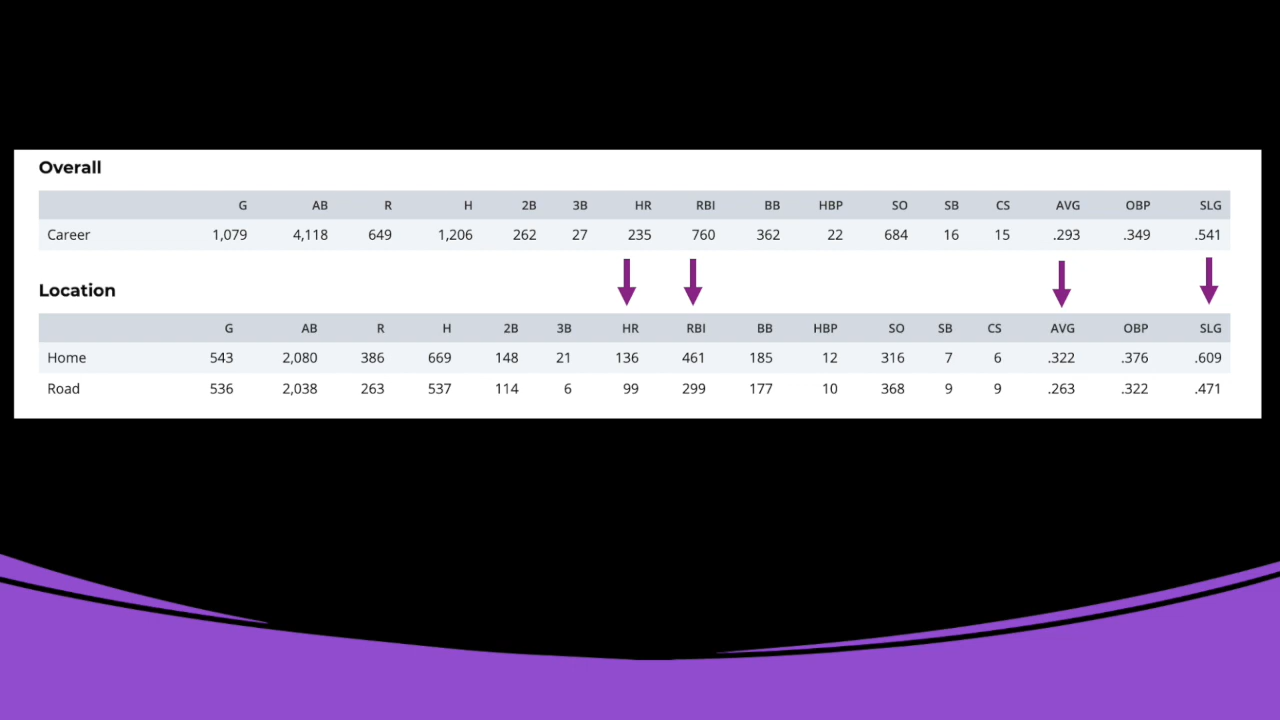 Overall
G AB R H 2B 3B HR RBI BB HBP SO SB CS AVG OBP SLG
Career 1,079 4,118 649 1,206 262 27 235 760 362 22 684 16 15 .293 .349 .541
Location
G AB R H 2B 3B HR RBI BB HBP SO SB CS AVG OBP SLG
Home 543 2,080 386 669 148 21 136 461 185 12 316 7 6 .322 .376 .609
Road 536 2,038 263 537 114 6 99 299 177 10 368 9 9 .263 .322 .471